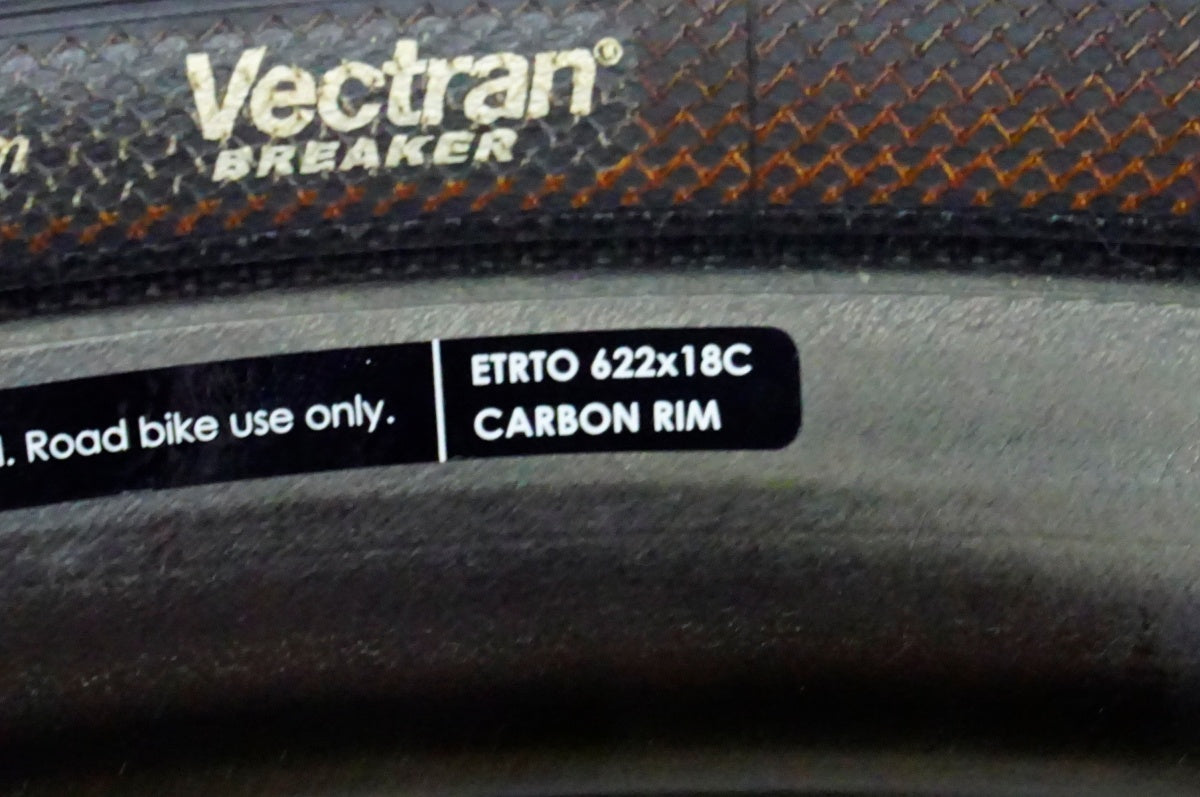 Vectran®
BREAKER
. Road bike use only.
ETRTO 622x18C
CARBON RIM